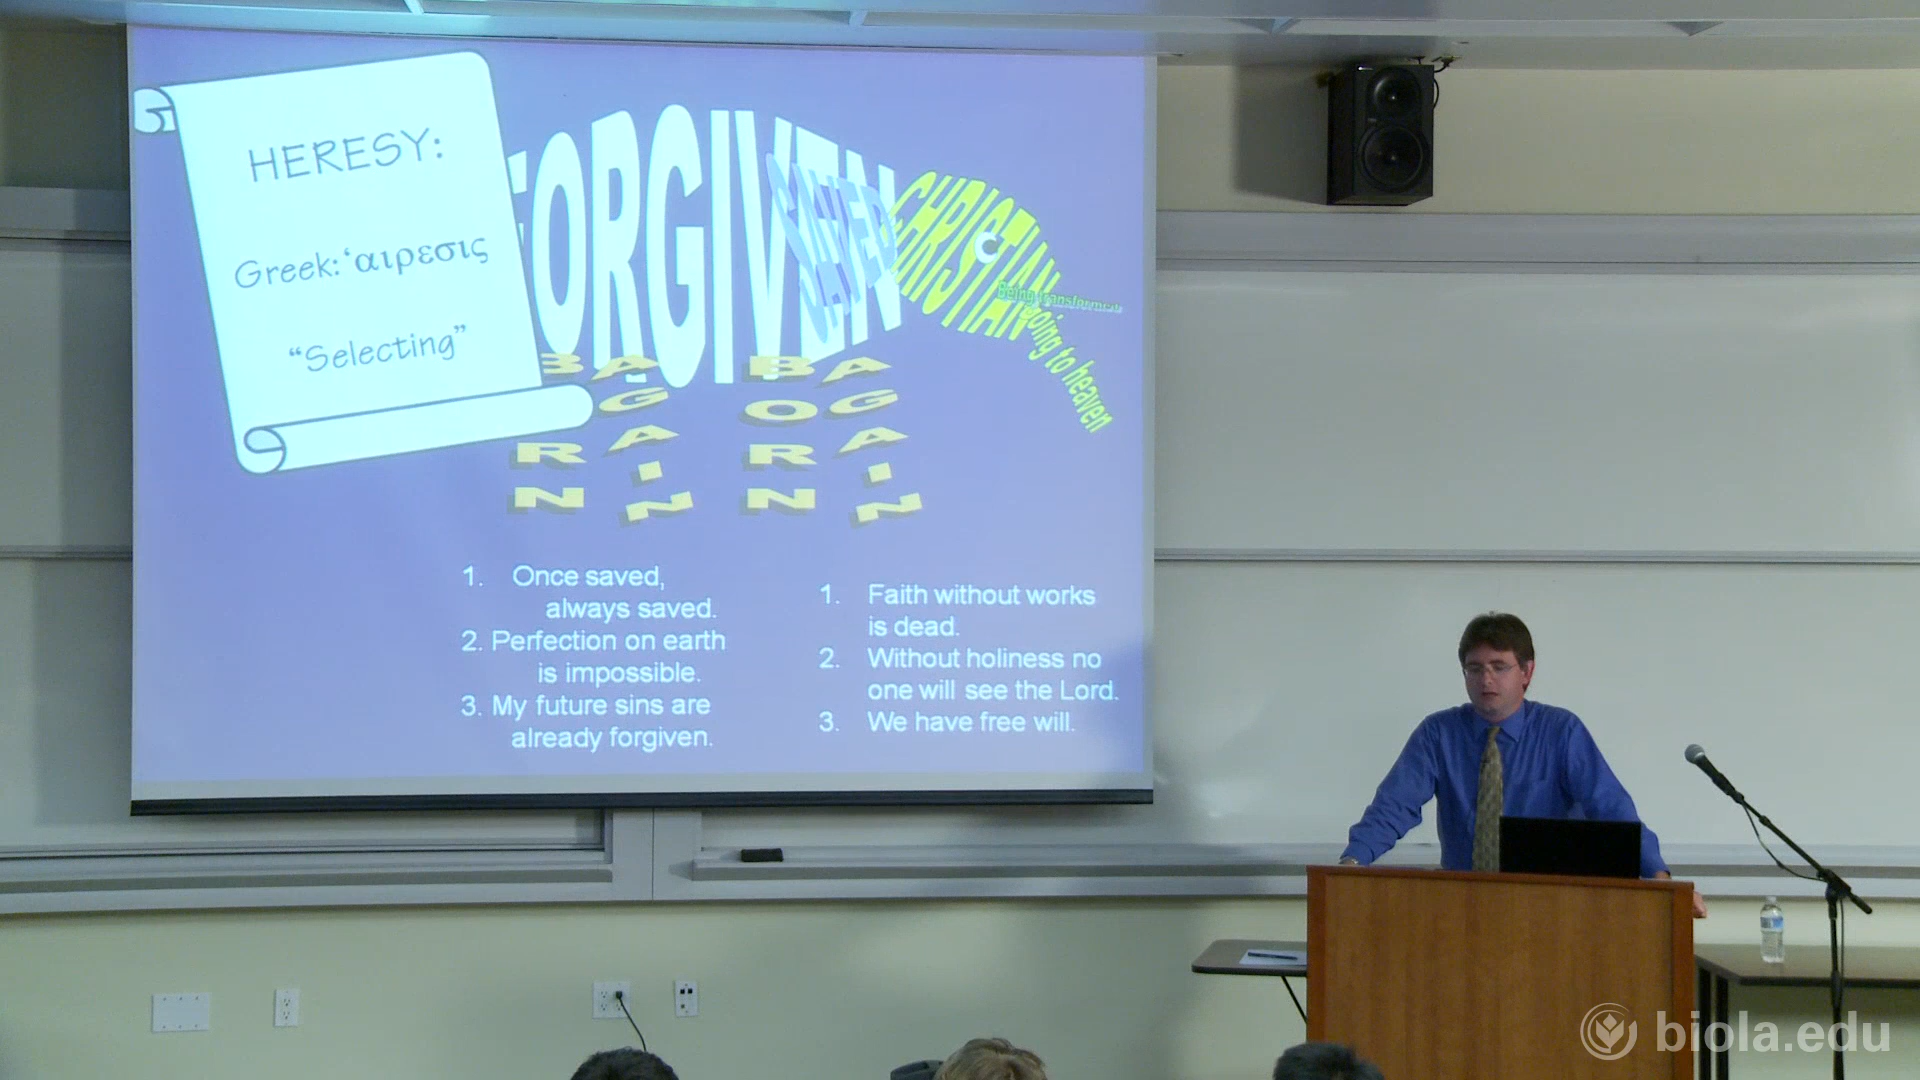 HERESY:
Greek: ‘αιρεσις
“Selecting”
FORGIVEN
SAVED
CHRISTIAN
Being transformed
going to heaven
BORN
AGAIN
BORN
AGAIN
1. Once saved,
always saved.
2. Perfection on earth
is impossible.
3. My future sins are
already forgiven.
1. Faith without works
is dead.
2. Without holiness no
one will see the Lord.
3. We have free will.
biola.edu